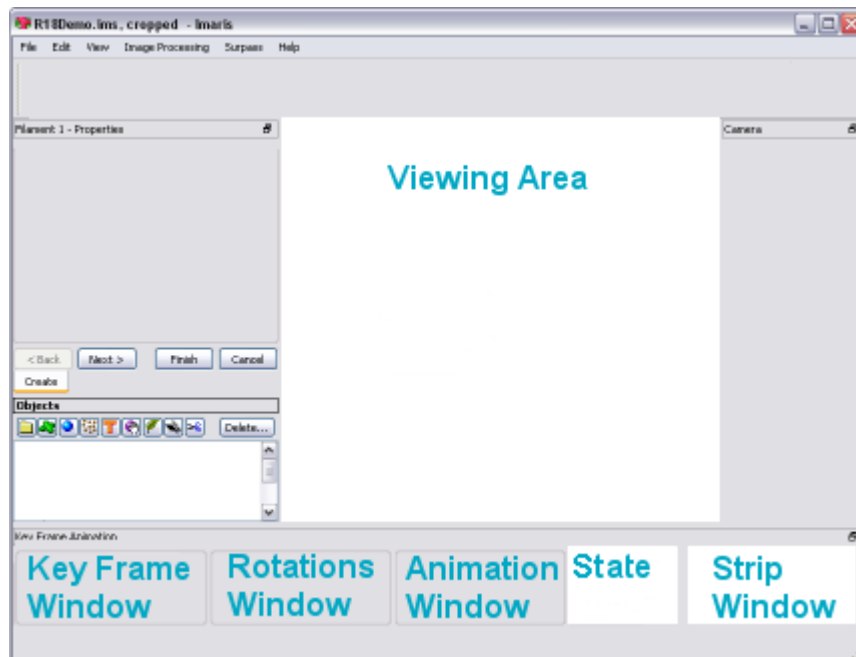 R18Demo.ims, cropped - Imaris
File Edit View Image Processing Surpass Help
Filament 1 - Properties
Camera
Viewing Area
< Back Next > Finish Cancel
Create
Objects
Delete...
Key Frame Animation
Key Frame Window
Rotations Window
Animation Window
State
Strip Window